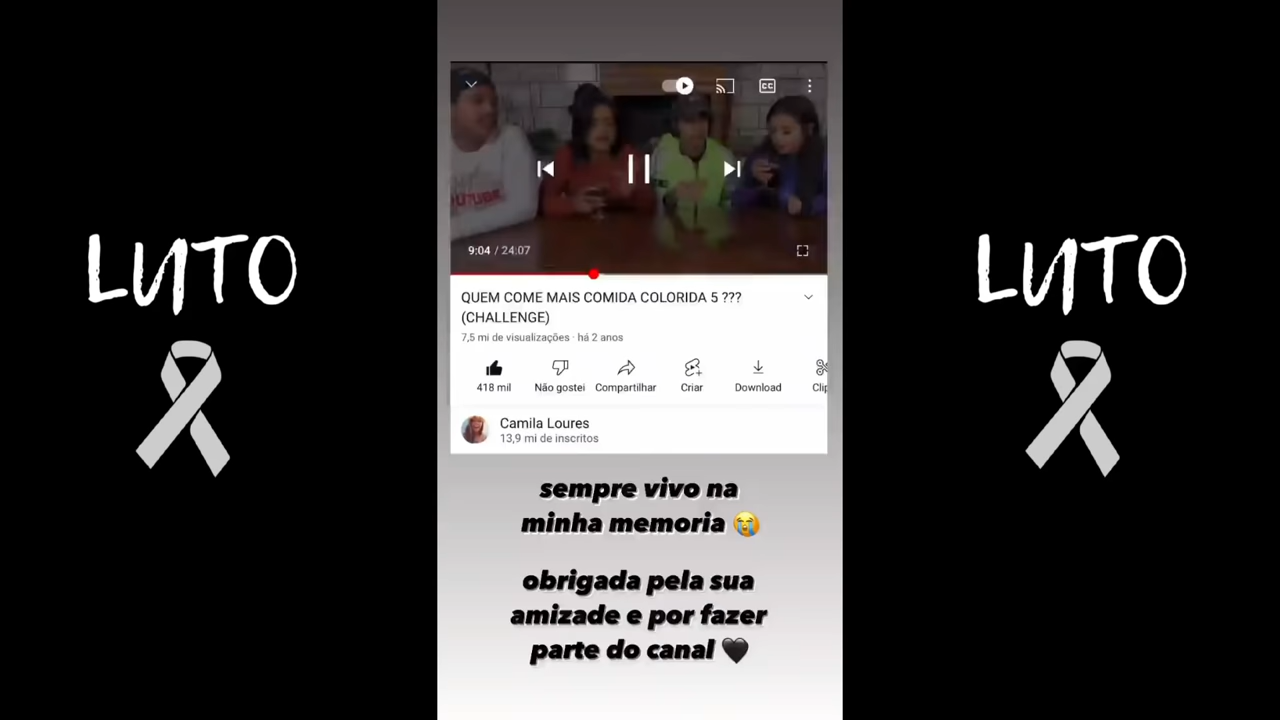 LUTO
UTUBE
9:04 / 24:07
QUEM COME MAIS COMIDA COLORIDA 5 ???
(CHALLENGE)
7,5 mi de visualizações · há 2 anos
418 mil
Não gostei
Compartilhar
Criar
Download
Clip
Camila Loures
13,9 mi de inscritos
sempre vivo na
minha memoria 😭
obrigada pela sua
amizade e por fazer
parte do canal 🖤
LUTO